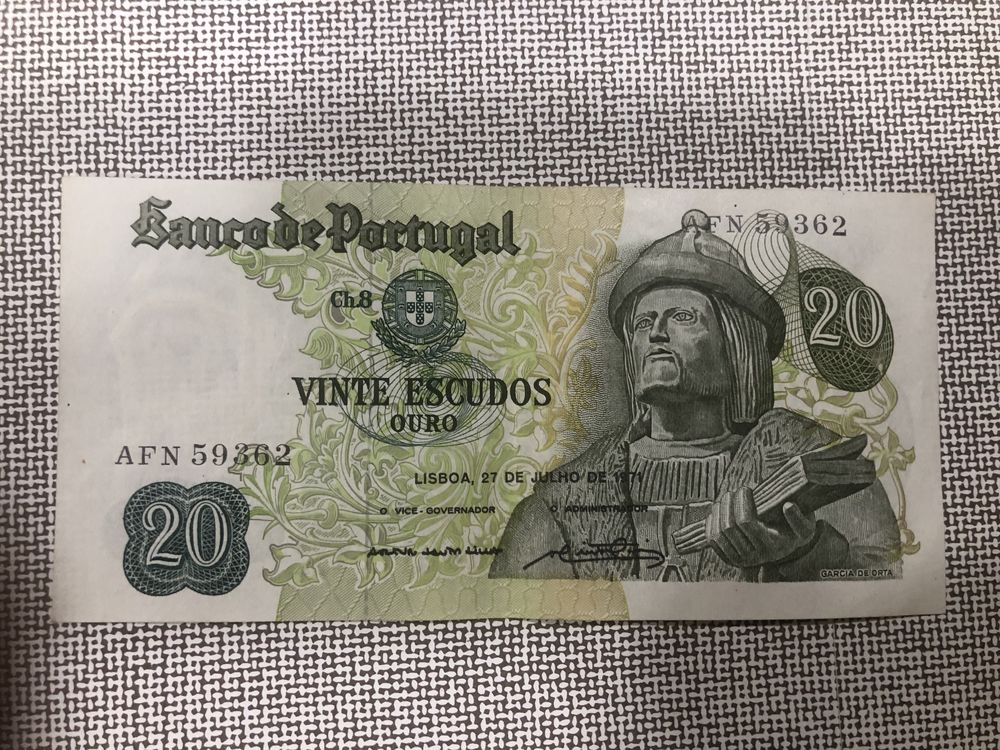 Banco de Portugal
AFN 59362
Ch.8
20
VINTE ESCUDOS
OURO
AFN 59362
LISBOA, 27 DE JULHO DE 1971
O VICE-GOVERNADOR
O ADMINISTRADOR
20
GARCIA DE ORTA